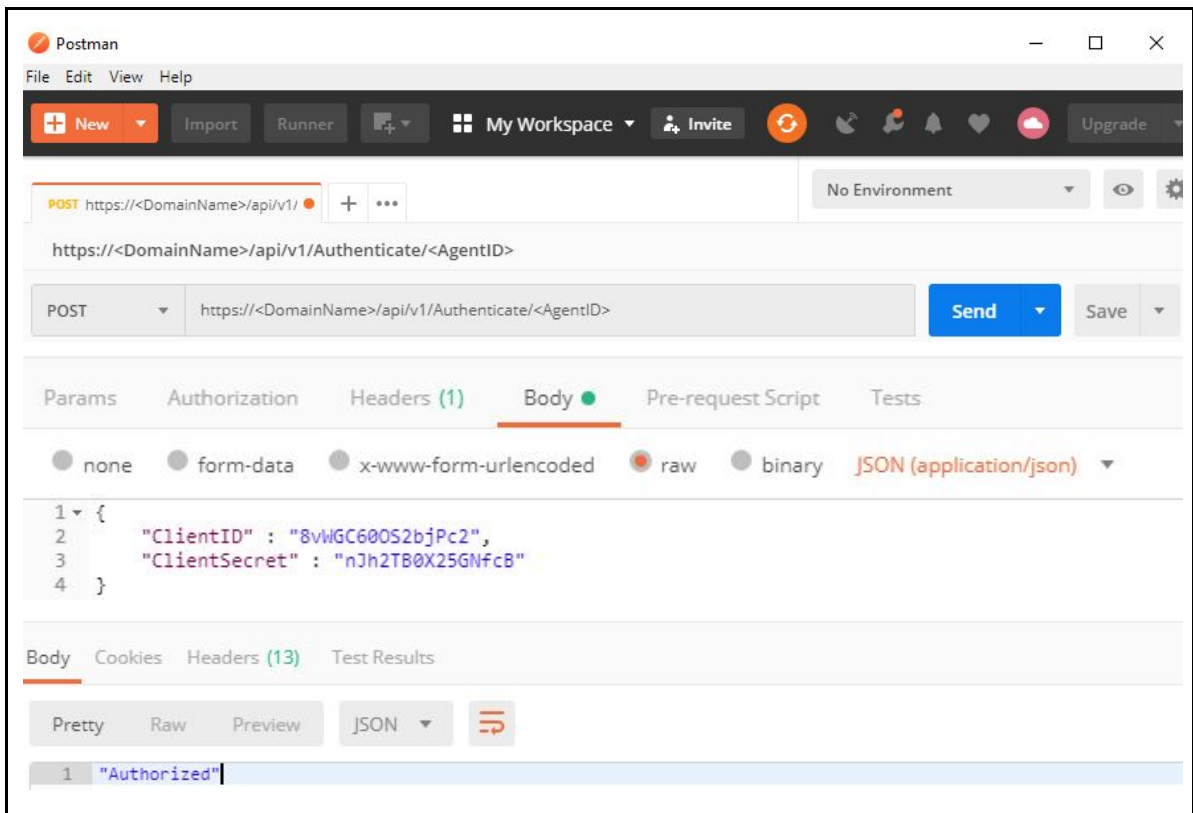 Postman
File Edit View Help
New Import Runner My Workspace Invite Upgrade
POST https://<DomainName>/api/v1/ No Environment
https://<DomainName>/api/v1/Authenticate/<AgentID>
POST https://<DomainName>/api/v1/Authenticate/<AgentID> Send Save
Params Authorization Headers (1) Body Pre-request Script Tests
none form-data x-www-form-urlencoded raw binary JSON (application/json)
1 {
2 "ClientID" : "8vWGC60OS2bjPc2",
3 "ClientSecret" : "nJh2TB0X25GNfcB"
4 }
Body Cookies Headers (13) Test Results
Pretty Raw Preview JSON
1 "Authorized"